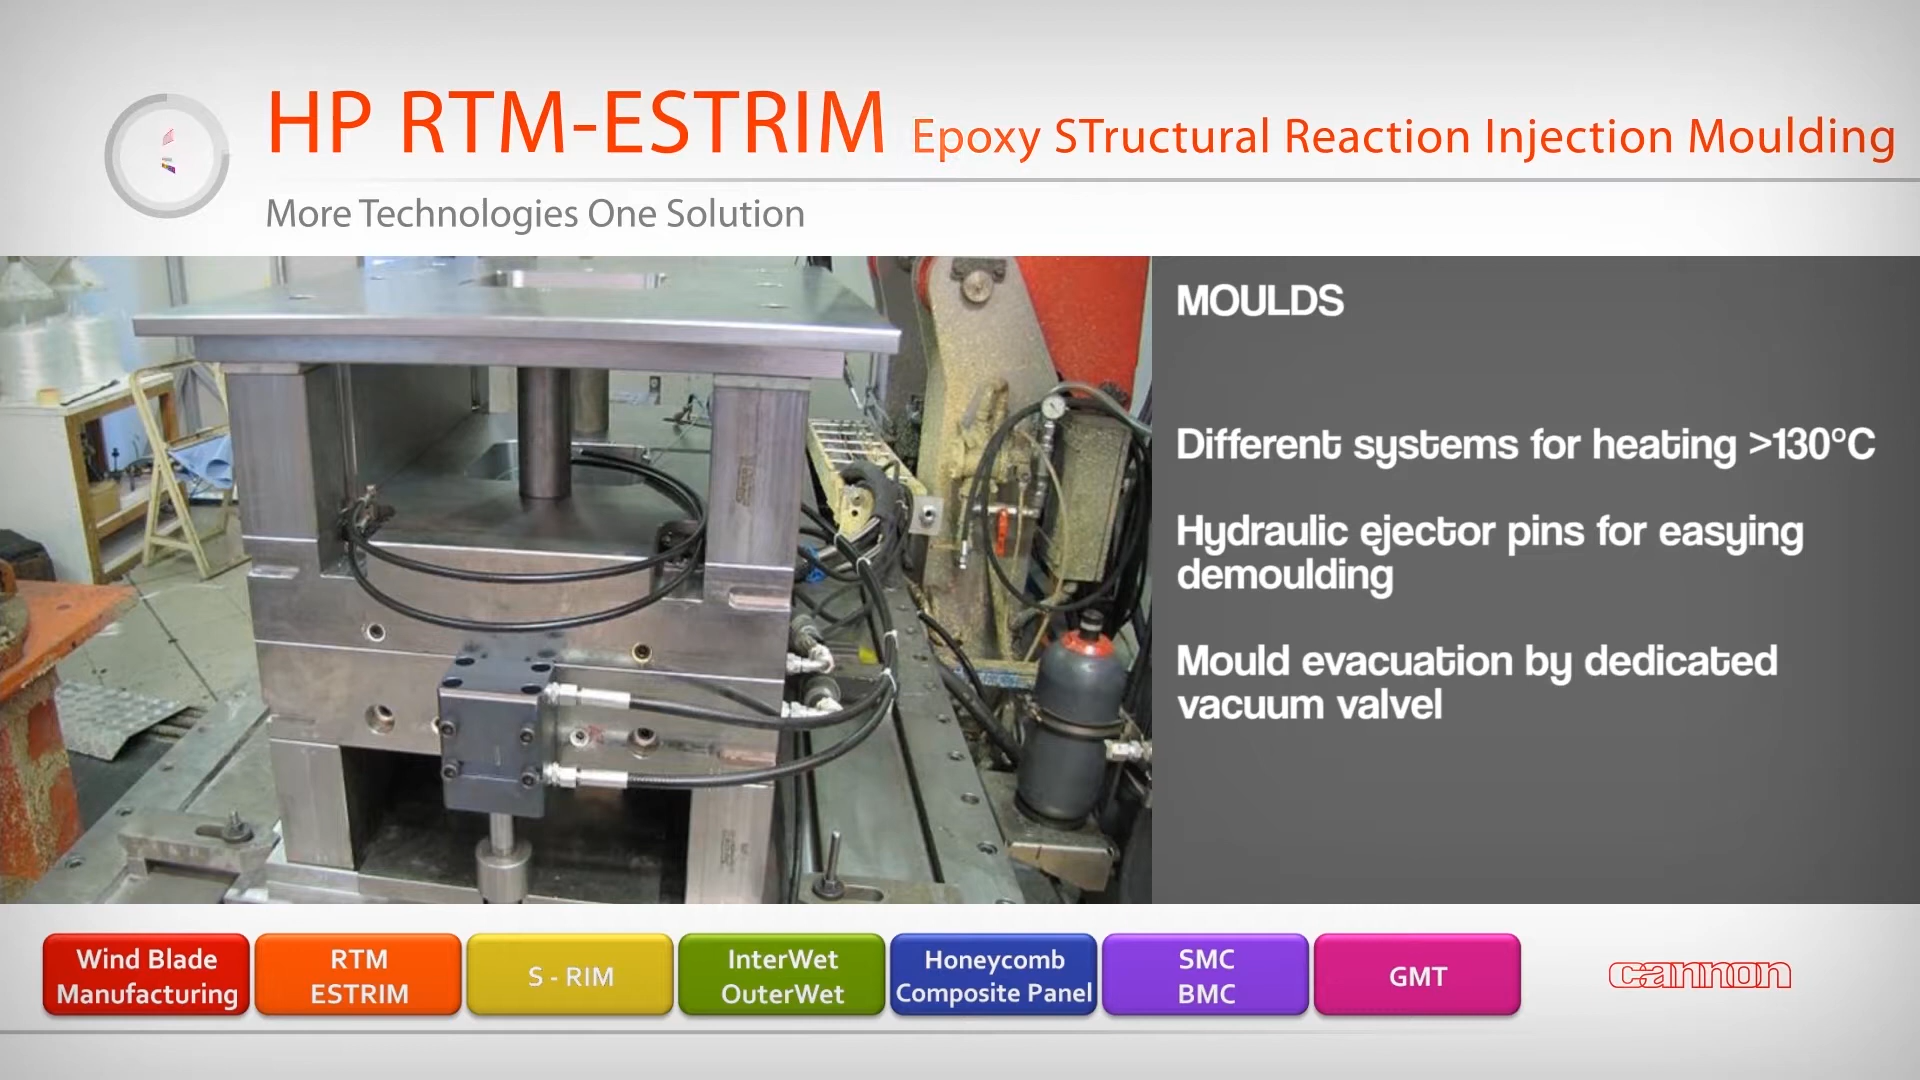 HP RTM-ESTRIM Epoxy STructural Reaction Injection Moulding
More Technologies One Solution
MOULDS
Different systems for heating >130°C
Hydraulic ejector pins for easying
demoulding
Mould evacuation by dedicated
vacuum valvel
Wind Blade
Manufacturing
RTM
ESTRIM
S - RIM
InterWet
OuterWet
Honeycomb
Composite Panel
SMC
BMC
GMT
cannon